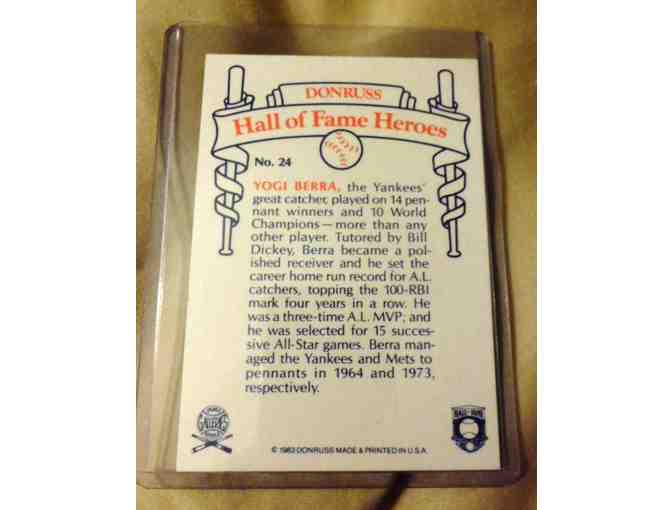 DONRUSS
Hall of Fame Heroes
No. 24
YOGI BERRA, the Yankees'
great catcher, played on 14 pen-
nant winners and 10 World
Champions—more than any
other player. Tutored by Bill
Dickey, Berra became a pol-
ished receiver and he set the
career home run record for A.L.
catchers, topping the 100-RBI
mark four years in a row. He
was a three-time A.L. MVP; and
he was selected for 15 succes-
sive All-Star games. Berra man-
aged the Yankees and Mets to
pennants in 1964 and 1973,
respectively.
HALL OF FAME
© 1983 DONRUSS MADE & PRINTED IN U.S.A.